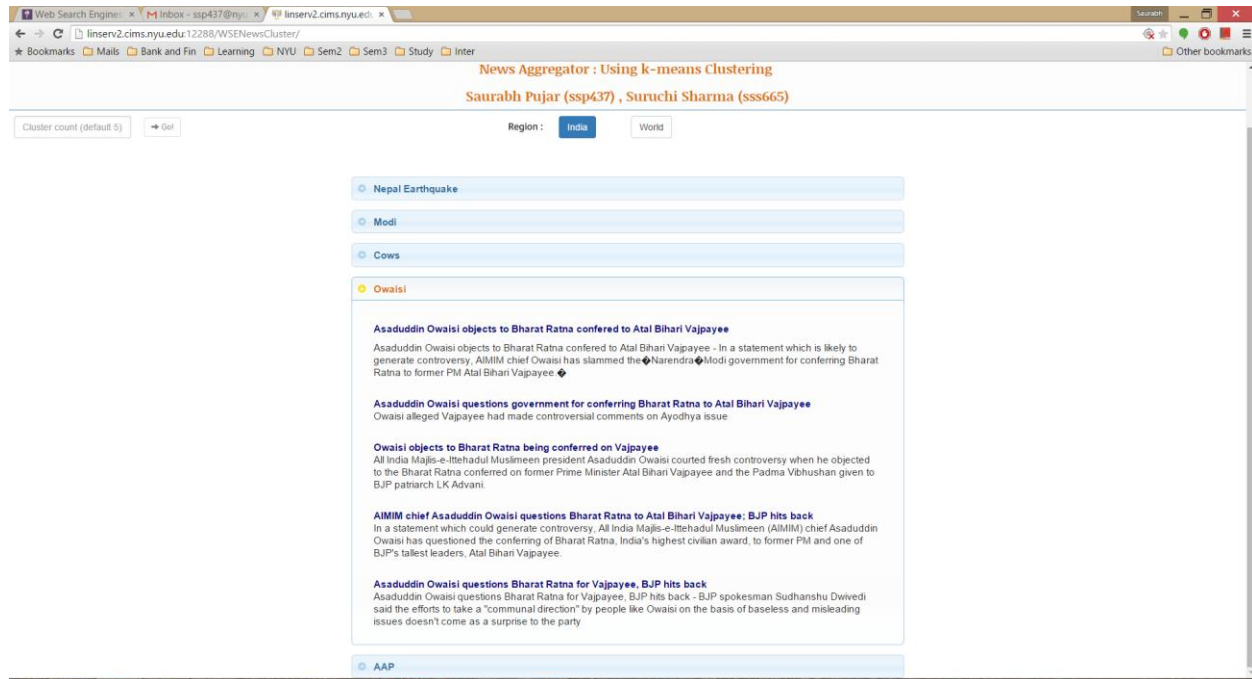 Web Search Engines
Inbox - ssp437@nyu
linserv2.cims.nyu.edu
Saurabh
linserv2.cims.nyu.edu:12288/WSENewsCluster/
Bookmarks Mails Bank and Fin Learning NYU Sem2 Sem3 Study Inter Other bookmarks
News Aggregator : Using k-means Clustering
Saurabh Pujar (ssp437) , Suruchi Sharma (sss665)
Cluster count (default 5) Go! Region : India World
Nepal Earthquake
Modi
Cows
Owaisi
Asaduddin Owaisi objects to Bharat Ratna confered to Atal Bihari Vajpayee
Asaduddin Owaisi objects to Bharat Ratna confered to Atal Bihari Vajpayee - In a statement which is likely to
generate controversy, AIMIM chief Owaisi has slammed the�Narendra�Modi government for conferring Bharat
Ratna to former PM Atal Bihari Vajpayee.�
Asaduddin Owaisi questions government for conferring Bharat Ratna to Atal Bihari Vajpayee
Owaisi alleged Vajpayee had made controversial comments on Ayodhya issue
Owaisi objects to Bharat Ratna being conferred on Vajpayee
All India Majlis-e-Ittehadul Muslimeen president Asaduddin Owaisi courted fresh controversy when he objected
to the Bharat Ratna conferred on former Prime Minister Atal Bihari Vajpayee and the Padma Vibhushan given to
BJP patriarch LK Advani.
AIMIM chief Asaduddin Owaisi questions Bharat Ratna to Atal Bihari Vajpayee; BJP hits back
In a statement which could generate controversy, All India Majlis-e-Ittehadul Muslimeen (AIMIM) chief Asaduddin
Owaisi has questioned the conferring of Bharat Ratna, India's highest civilian award, to former PM and one of
BJP's tallest leaders, Atal Bihari Vajpayee.
Asaduddin Owaisi questions Bharat Ratna for Vajpayee, BJP hits back
Asaduddin Owaisi questions Bharat Ratna for Vajpayee, BJP hits back - BJP spokesman Sudhanshu Dwivedi
said the efforts to take a "communal direction" by people like Owaisi on the basis of baseless and misleading
issues doesn't come as a surprise to the party
AAP